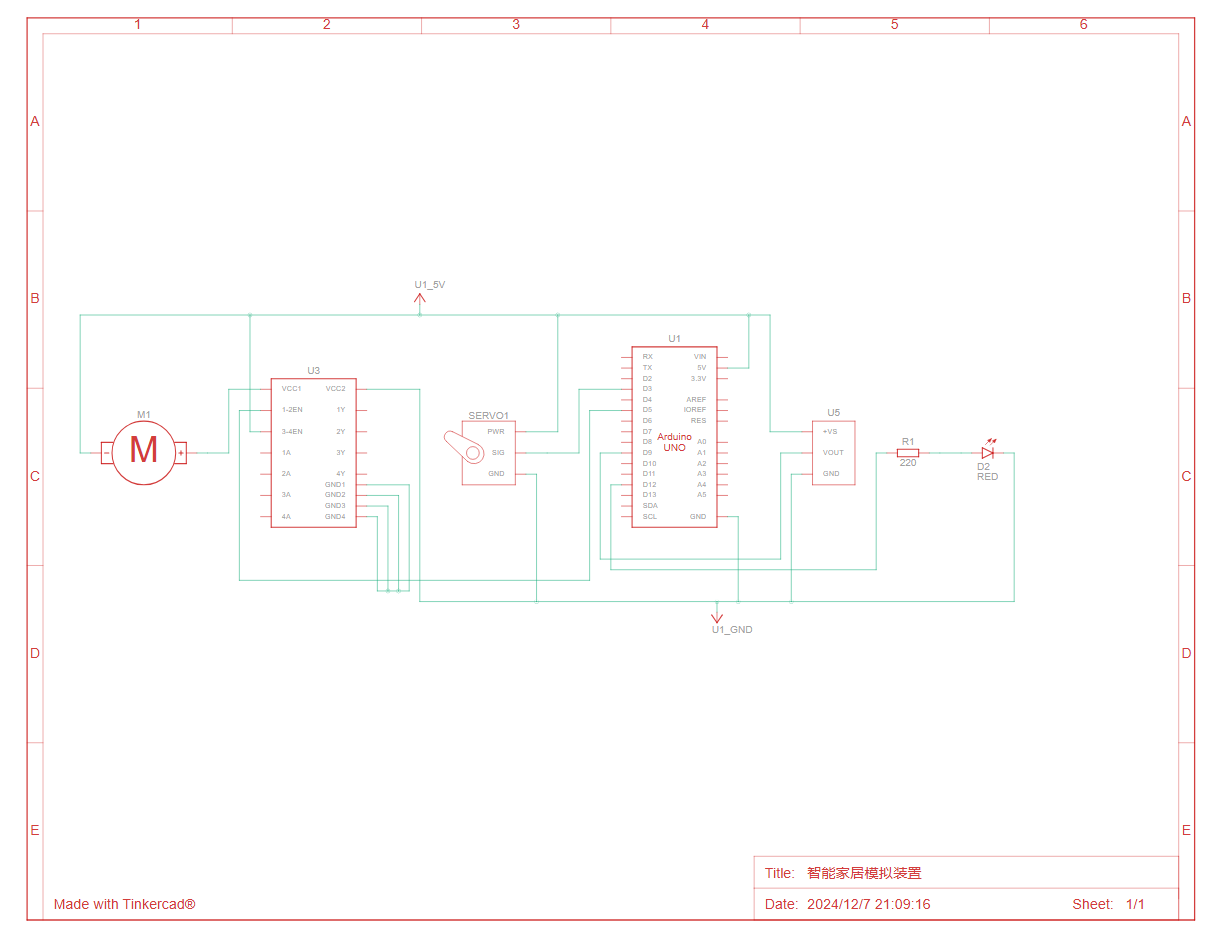 1 2 3 4 5 6
A A
B B
C C
D D
E E
U1_5V
U1
RX VIN
TX 5V
D2 3.3V
D3
D4 AREF
D5 IOREF
D6 RES
D7
D8 A0
D9 A1
D10 A2
D11 A3
D12 A4
D13 A5
SDA
SCL GND
Arduino
UNO
U3
VCC1 VCC2
1-2EN 1Y
3-4EN 2Y
1A 3Y
2A 4Y
GND1
3A GND2
GND3
4A GND4
M1
- M +
SERVO1
PWR
SIG
GND
U5
+VS
VOUT
GND
R1
220
D2
RED
U1_GND
Title: 智能家居模拟装置
Made with Tinkercad®
Date: 2024/12/7 21:09:16 Sheet: 1/1